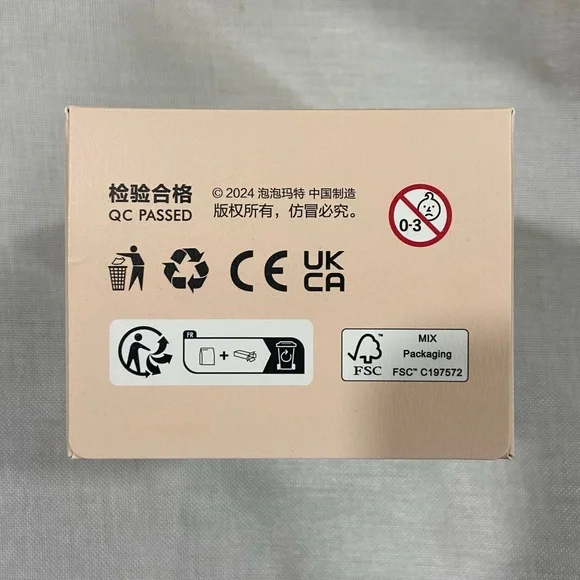 检验合格
QC PASSED
© 2024 泡泡玛特 中国制造
版权所有，仿冒必究。
0-3
CE
UK
CA
FR
+
FSC
MIX
Packaging
FSC™ C197572